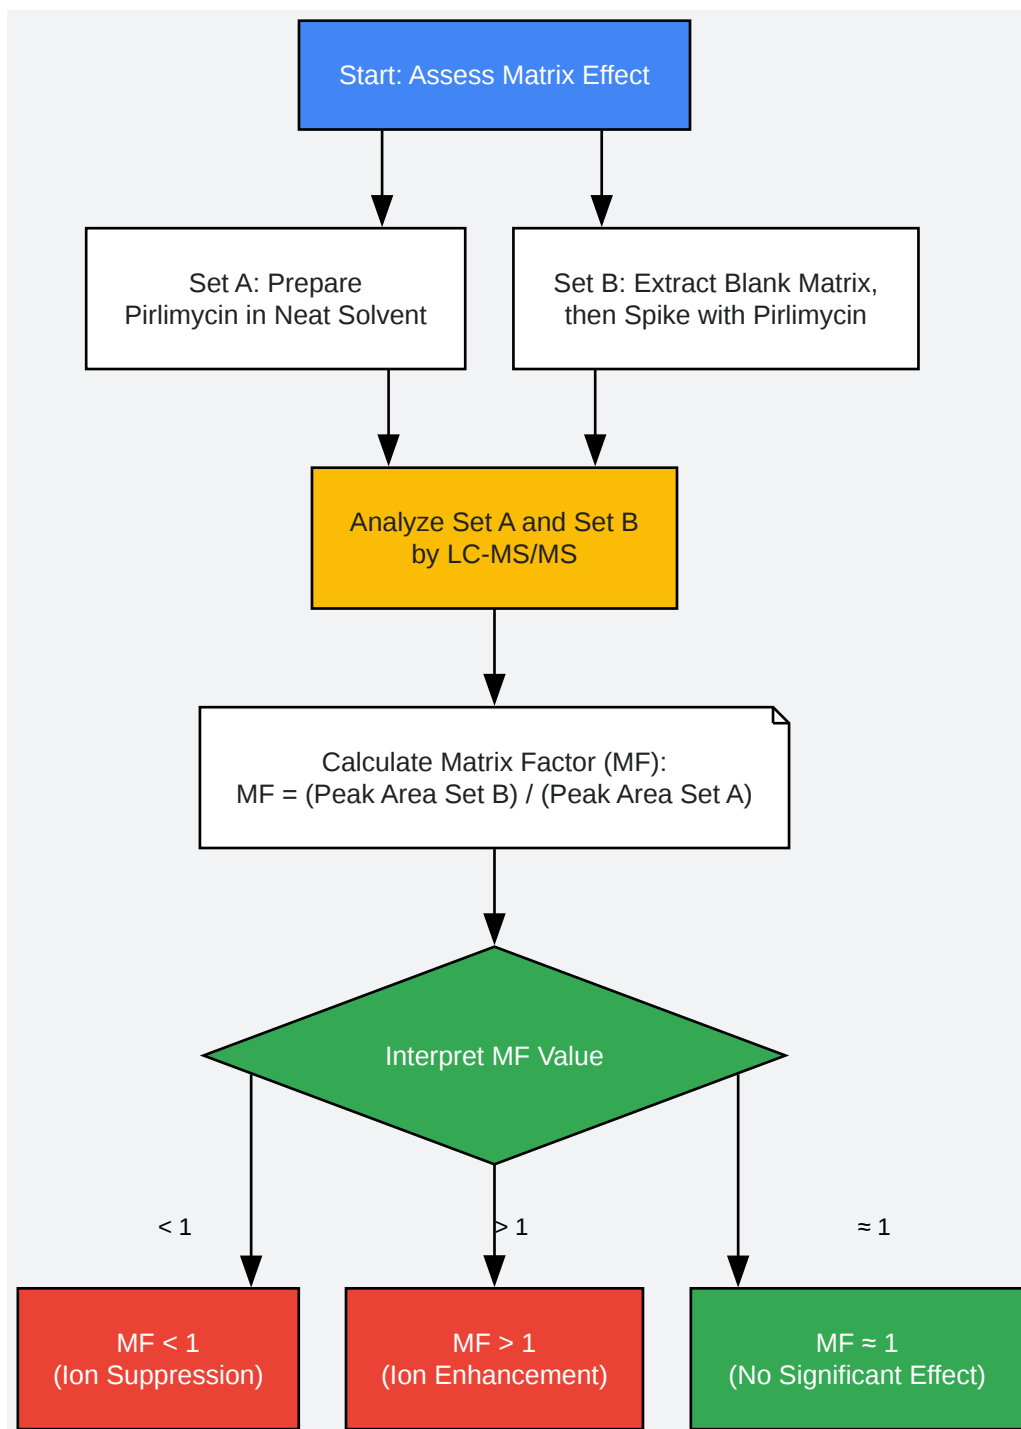 Start: Assess Matrix Effect
Set A: Prepare
Pirlimycin in Neat Solvent
Set B: Extract Blank Matrix,
then Spike with Pirlimycin
Analyze Set A and Set B
by LC-MS/MS
Calculate Matrix Factor (MF):
MF = (Peak Area Set B) / (Peak Area Set A)
Interpret MF Value
< 1
> 1
≈ 1
MF < 1
(Ion Suppression)
MF > 1
(Ion Enhancement)
MF ≈ 1
(No Significant Effect)